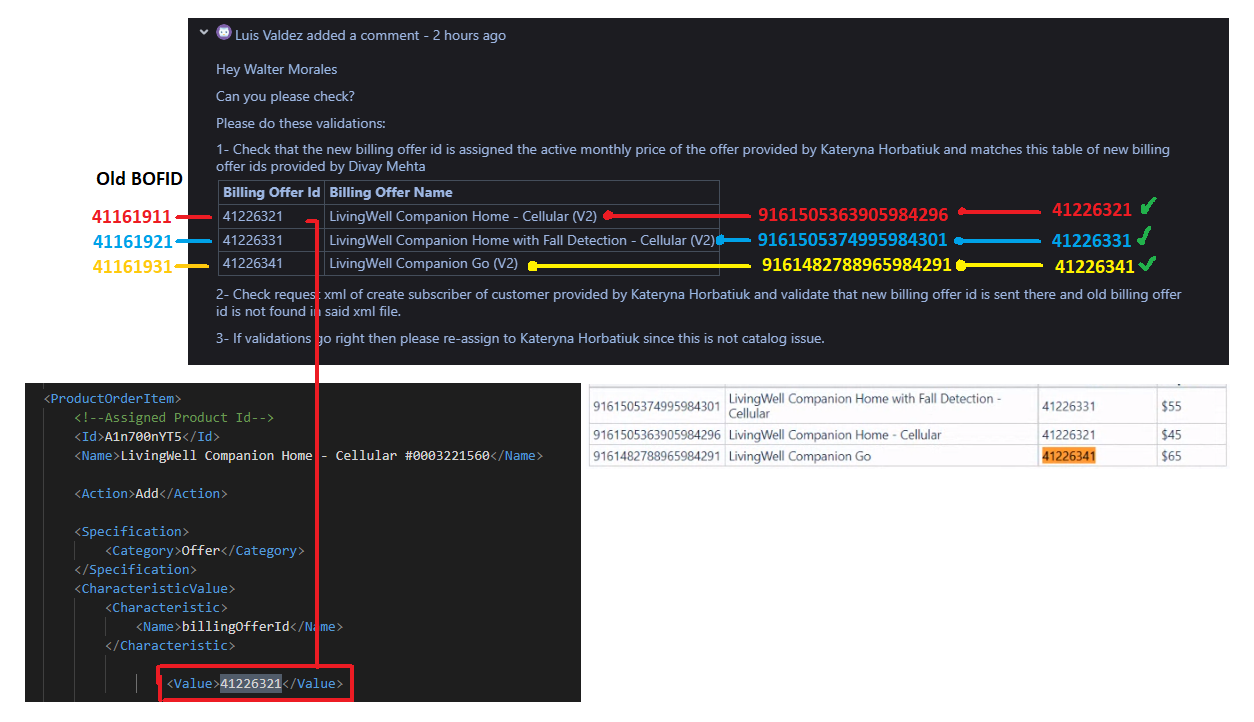 Luis Valdez added a comment - 2 hours ago
Hey Walter Morales
Can you please check?
Please do these validations:
1- Check that the new billing offer id is assigned the active monthly price of the offer provided by Kateryna Horbatiuk and matches this table of new billing
offer ids provided by Divay Mehta
Old BOFID
Billing Offer Id Billing Offer Name
41161911 41226321 LivingWell Companion Home - Cellular (V2) 9161505363905984296 41226321
41161921 41226331 LivingWell Companion Home with Fall Detection - Cellular (V2) 9161505374995984301 41226331
41161931 41226341 LivingWell Companion Go (V2) 9161482788965984291 41226341
2- Check request xml of create subscriber of customer provided by Kateryna Horbatiuk and validate that new billing offer id is sent there and old billing offer
id is not found in said xml file.
3- If validations go right then please re-assign to Kateryna Horbatiuk since this is not catalog issue.
<ProductOrderItem>
<!--Assigned Product Id-->
<Id>A1n700nYT5</Id>
<Name>LivingWell Companion Home - Cellular #0003221560</Name>
<Action>Add</Action>
<Specification>
<Category>Offer</Category>
</Specification>
<CharacteristicValue>
<Characteristic>
<Name>billingOfferId</Name>
</Characteristic>
<Value>41226321</Value>
9161505374995984301 LivingWell Companion Home with Fall Detection - 41226331 $55
Cellular
9161505363905984296 LivingWell Companion Home - Cellular 41226321 $45
9161482788965984291 LivingWell Companion Go 41226341 $65